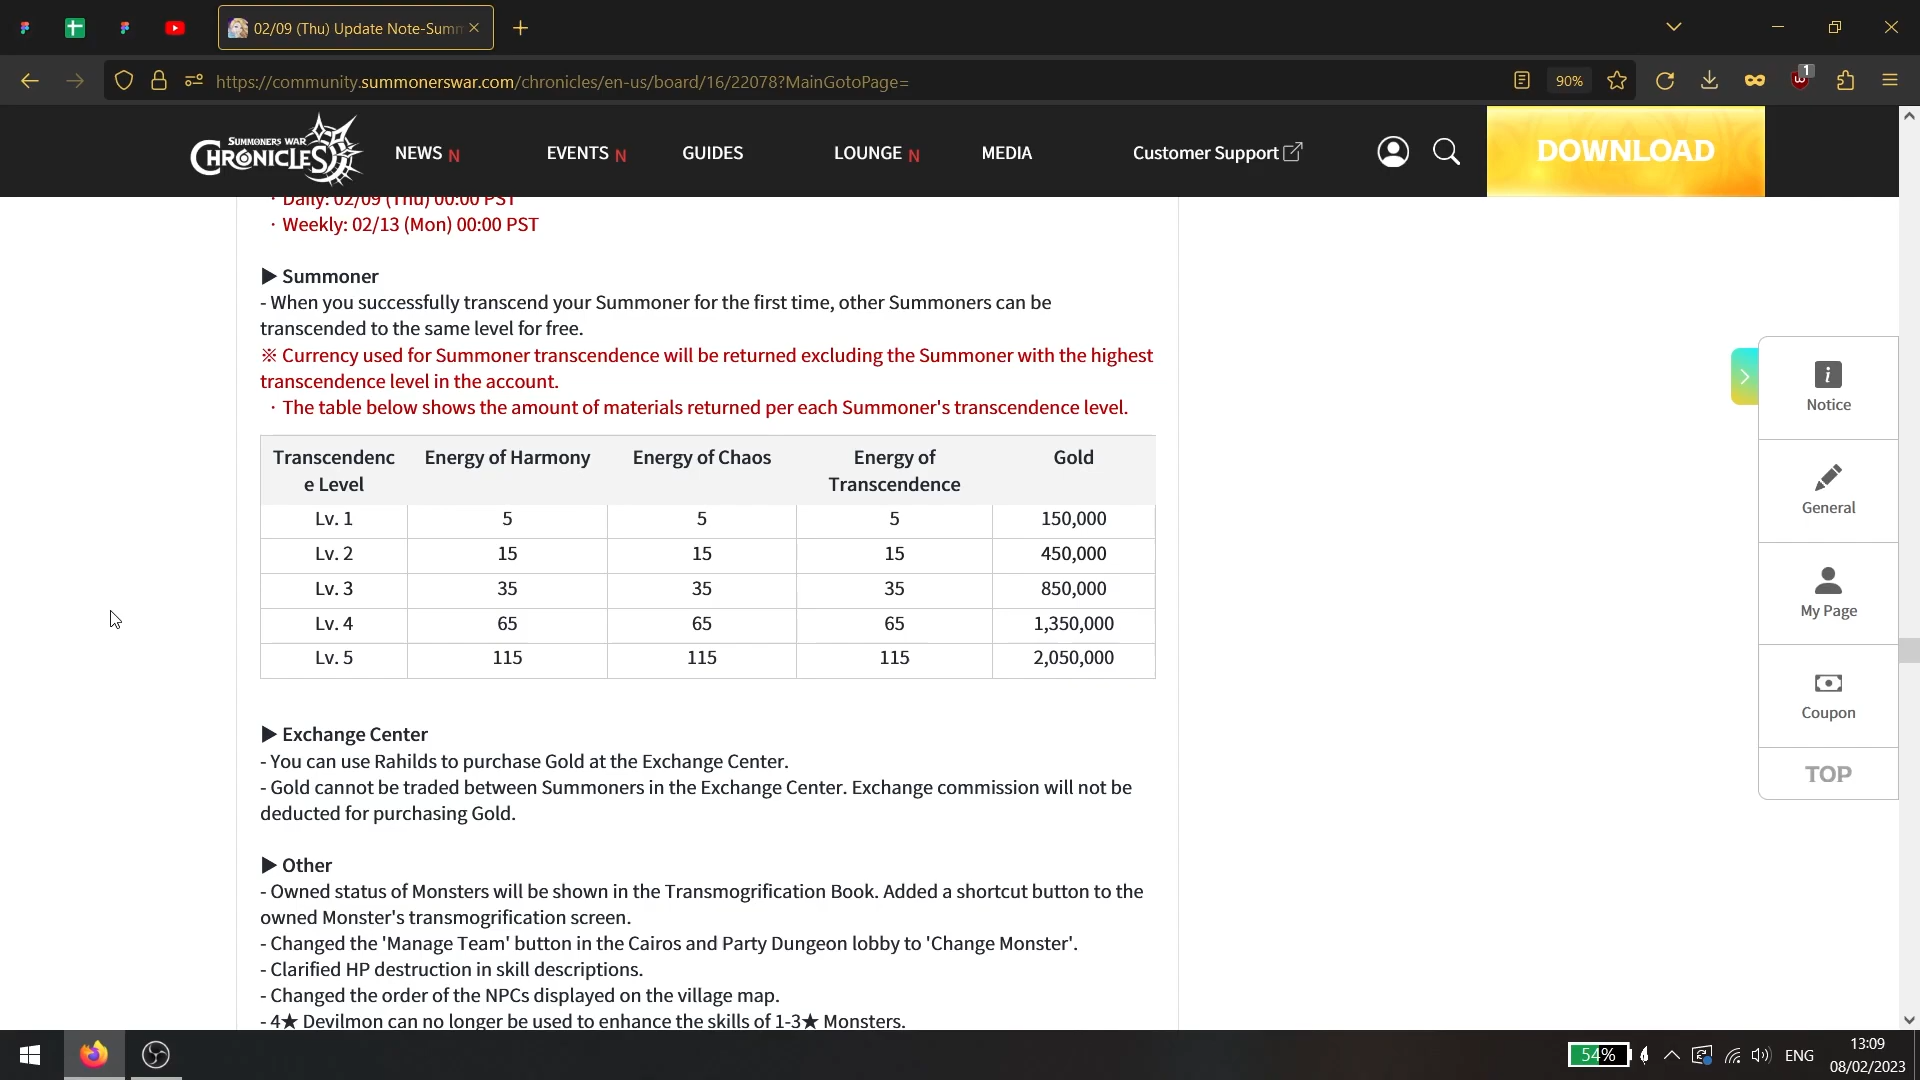 02/09 (Thu) Update Note-Summ
https://community.summonerswar.com/chronicles/en-us/board/16/22078?MainGotoPage=
90%
1
SUMMONERS WAR
CHRONICLES
NEWS N
EVENTS N
GUIDES
LOUNGE N
MEDIA
Customer Support
DOWNLOAD
· Daily: 02/09 (Thu) 00:00 PST
· Weekly: 02/13 (Mon) 00:00 PST
▶ Summoner
- When you successfully transcend your Summoner for the first time, other Summoners can be
transcended to the same level for free.
※ Currency used for Summoner transcendence will be returned excluding the Summoner with the highest
transcendence level in the account.
· The table below shows the amount of materials returned per each Summoner's transcendence level.
Transcendenc
e Level
Energy of Harmony
Energy of Chaos
Energy of
Transcendence
Gold
Lv. 1 5 5 5 150,000
Lv. 2 15 15 15 450,000
Lv. 3 35 35 35 850,000
Lv. 4 65 65 65 1,350,000
Lv. 5 115 115 115 2,050,000
▶ Exchange Center
- You can use Rahilds to purchase Gold at the Exchange Center.
- Gold cannot be traded between Summoners in the Exchange Center. Exchange commission will not be
deducted for purchasing Gold.
▶ Other
- Owned status of Monsters will be shown in the Transmogrification Book. Added a shortcut button to the
owned Monster's transmogrification screen.
- Changed the 'Manage Team' button in the Cairos and Party Dungeon lobby to 'Change Monster'.
- Clarified HP destruction in skill descriptions.
- Changed the order of the NPCs displayed on the village map.
- 4★ Devilmon can no longer be used to enhance the skills of 1-3★ Monsters.
Notice
General
My Page
Coupon
TOP
54%
ENG
13:09
08/02/2023